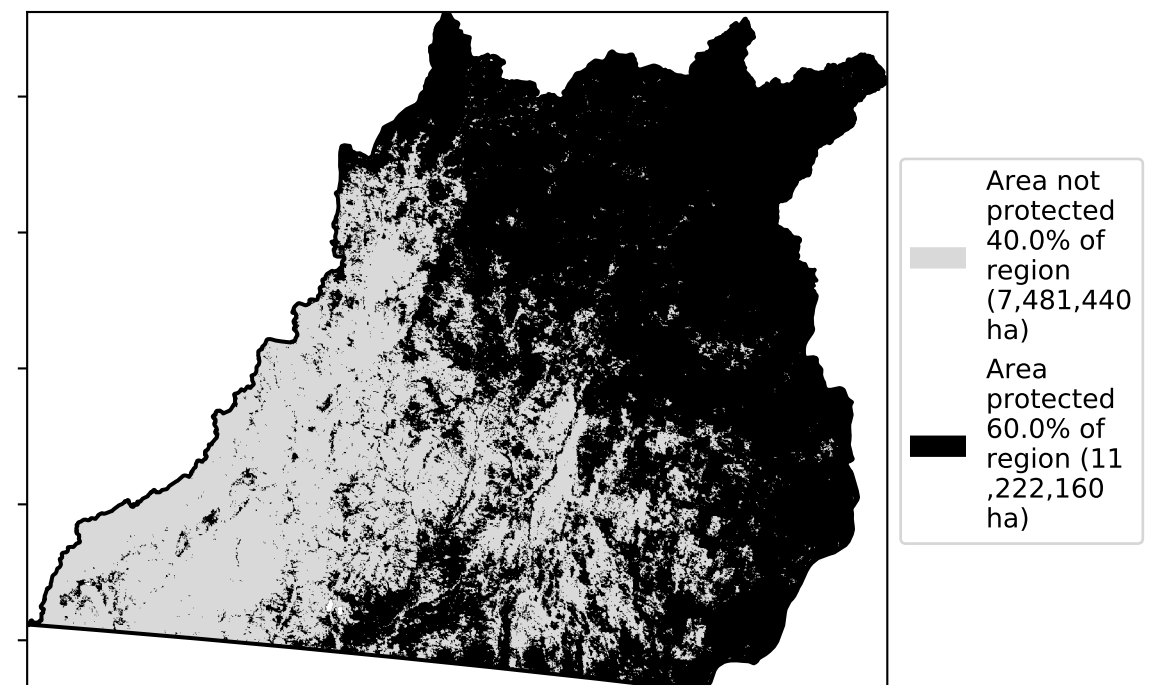 Area not
protected
40.0% of
region
(7,481,440
ha)
Area
protected
60.0% of
region (11
,222,160
ha)